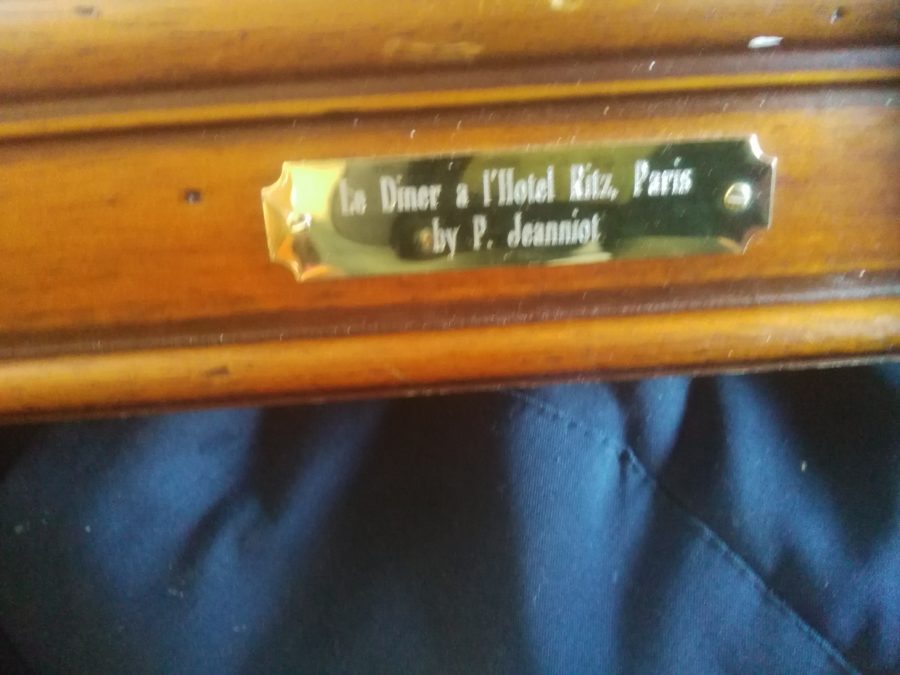 Le Diner a l'Hotel Ritz, Paris
by P. Jeanniot